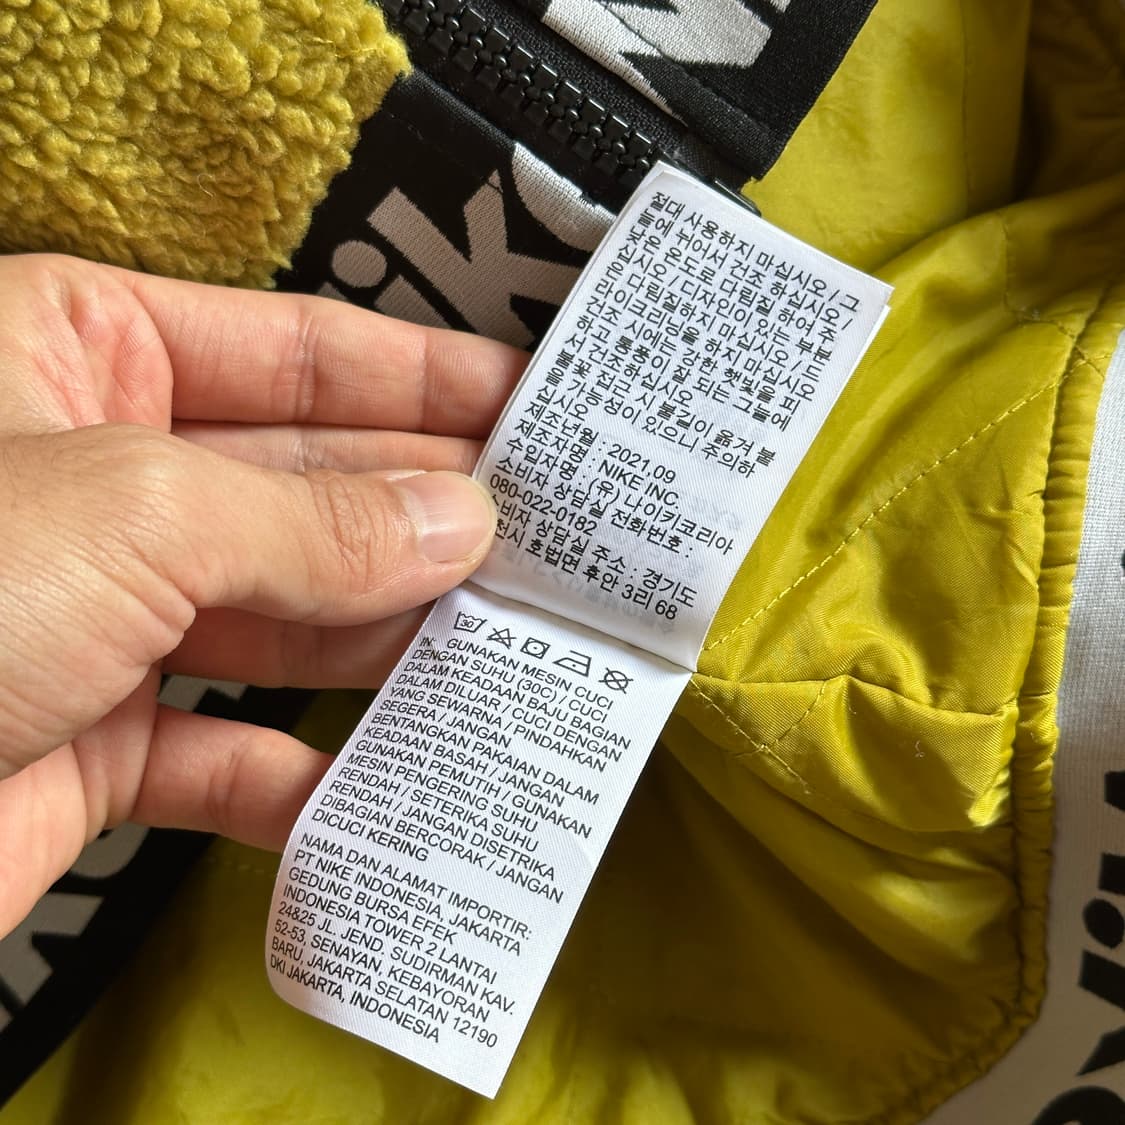 Nike
절대 사용하지 마십시오 / 그
늘에 뉘어서 건조 하십시오 /
낮은 온도로 다림질 하여 주
십시오 / 디자인이 있는 부분
은 다림질하지 마십시오 / 드
라이크리닝을 하지 마십시오
건조 시에는 강한 햇빛을 피
하고 통풍이 잘 되는 그늘에
서 건조하십시오
불꽃 접근 시 불길이 옮겨 붙
을 가능성이 있으니 주의하
십시오
제조년월 : 2021.09
제조자명 : NIKE INC
수입자명 : (유) 나이키코리아
소비자 상담실 전화번호 :
080-022-0182
소비자 상담실 주소 : 경기도
천시 호법면 후안 3리 68
30
IN. GUNAKAN MESIN CUCI
DENGAN SUHU (30C) / CUCI
DALAM KEADAAN BAJU BAGIAN
DALAM DILUAR / CUCI DENGAN
YANG SEWARNA / PINDAHKAN
SEGERA / JANGAN
BENTANGKAN PAKAIAN DALAM
KEADAAN BASAH / JANGAN
GUNAKAN PEMUTIH / GUNAKAN
MESIN PENGERING SUHU
RENDAH / SETERIKA SUHU
RENDAH / JANGAN DISETRIKA
DIBAGIAN BERCORAK / JANGAN
DICUCI KERING
NAMA DAN ALAMAT IMPORTIR:
PT NIKE INDONESIA, JAKARTA
GEDUNG BURSA EFEK
INDONESIA TOWER 2 LANTAI
24&25 JL. JEND. SUDIRMAN KAV.
52-53, SENAYAN, KEBAYORAN
BARU, JAKARTA SELATAN 12190
DKI JAKARTA, INDONESIA